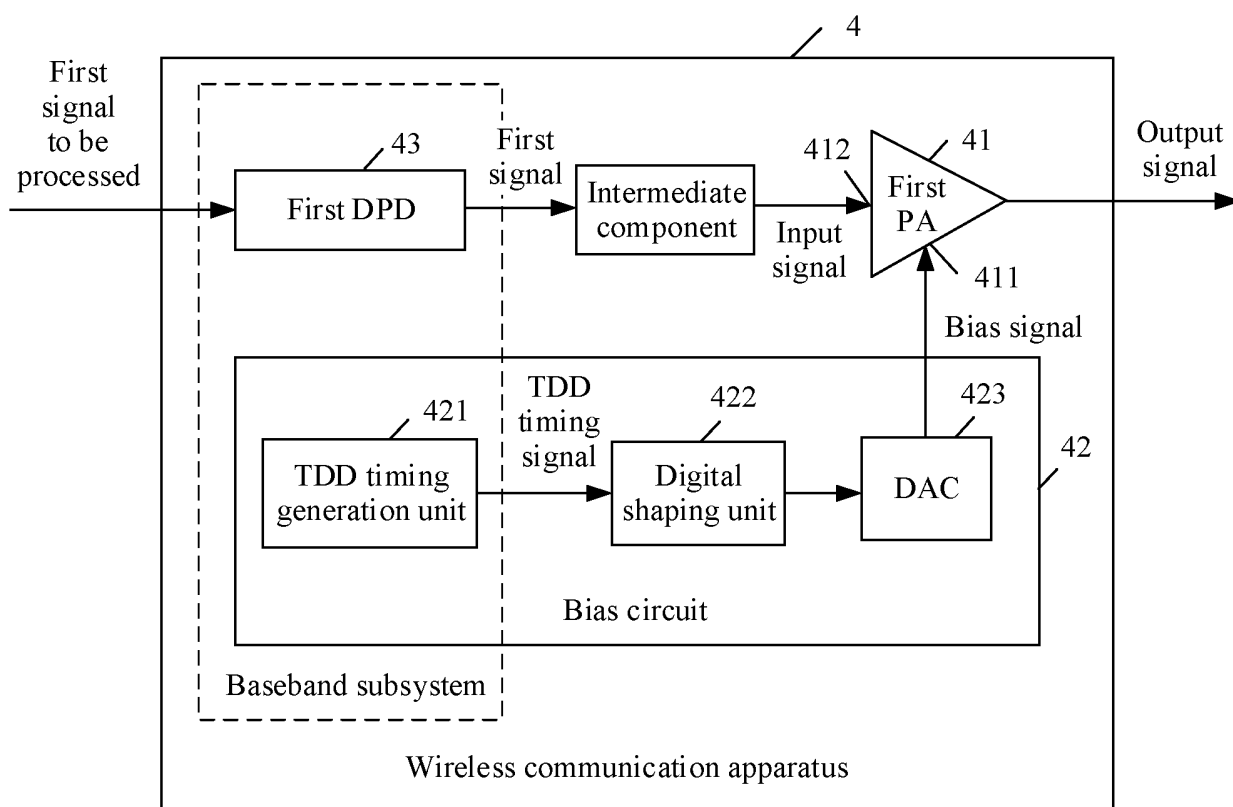 4
First
signal
to be
processed
43
First DPD
First
signal
Intermediate
component
Input
signal
412
41
First
PA
411
Output
signal
Bias signal
421
TDD timing
generation unit
TDD
timing
signal
422
Digital
shaping unit
423
DAC
42
Bias circuit
Baseband subsystem
Wireless communication apparatus